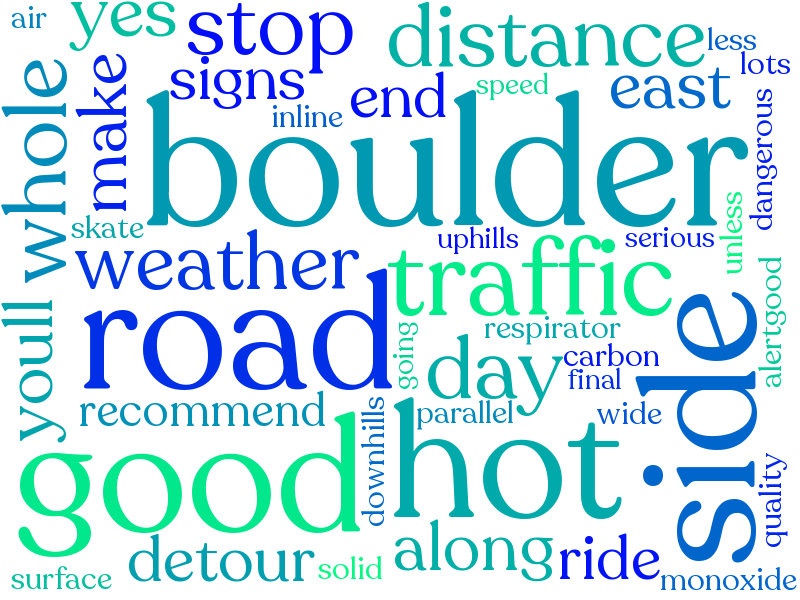 air
yes
stop
distance
less
lots
signs
end
speed
east
inline
whole
make
boulder
dangerous
skate
uphills
serious
unless
weather
traffic
road
youll
going
respirator
alertgood
day
carbon
final
side
recommend
downhills
parallel
wide
good
hot
quality
detour
along
ride
surface
solid
monoxide